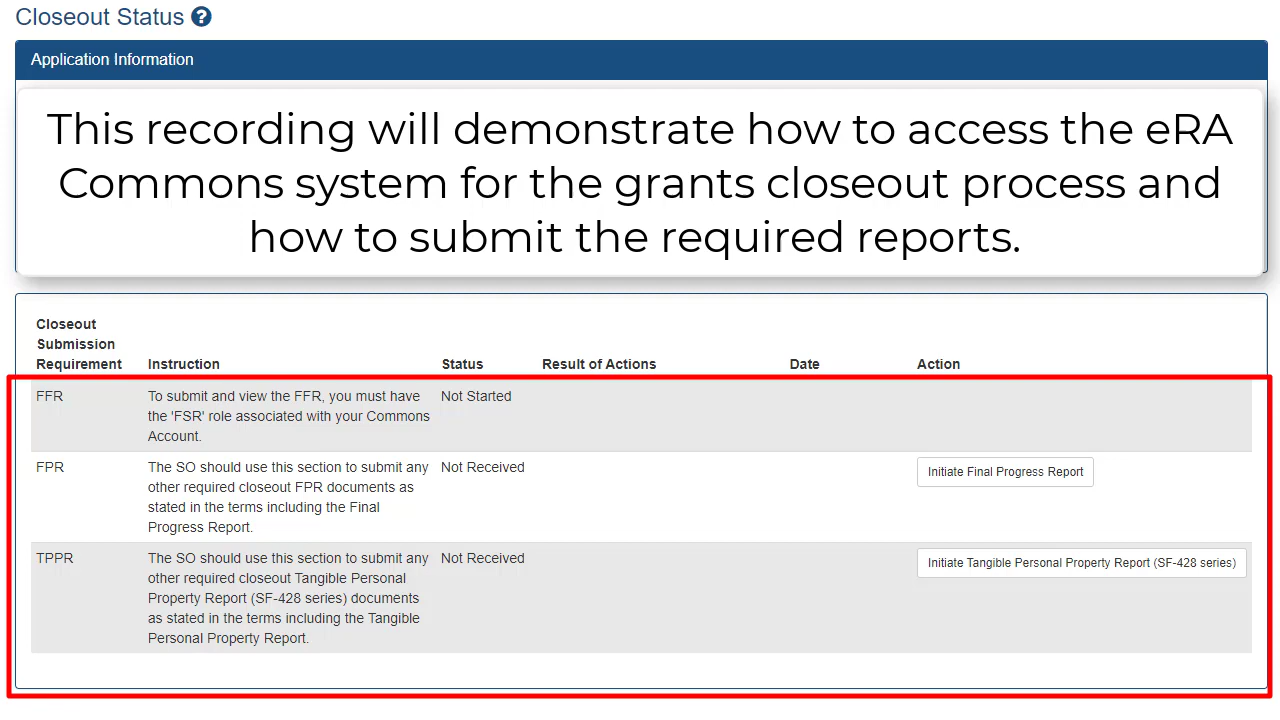 Closeout Status ?
Application Information
This recording will demonstrate how to access the eRA
Commons system for the grants closeout process and
how to submit the required reports.
Closeout
Submission
Requirement Instruction Status Result of Actions Date Action
FFR To submit and view the FFR, you must have Not Started
the 'FSR' role associated with your Commons
Account.
FPR The SO should use this section to submit any Not Received Initiate Final Progress Report
other required closeout FPR documents as
stated in the terms including the Final
Progress Report.
TPPR The SO should use this section to submit any Not Received Initiate Tangible Personal Property Report (SF-428 series)
other required closeout Tangible Personal
Property Report (SF-428 series) documents
as stated in the terms including the Tangible
Personal Property Report.